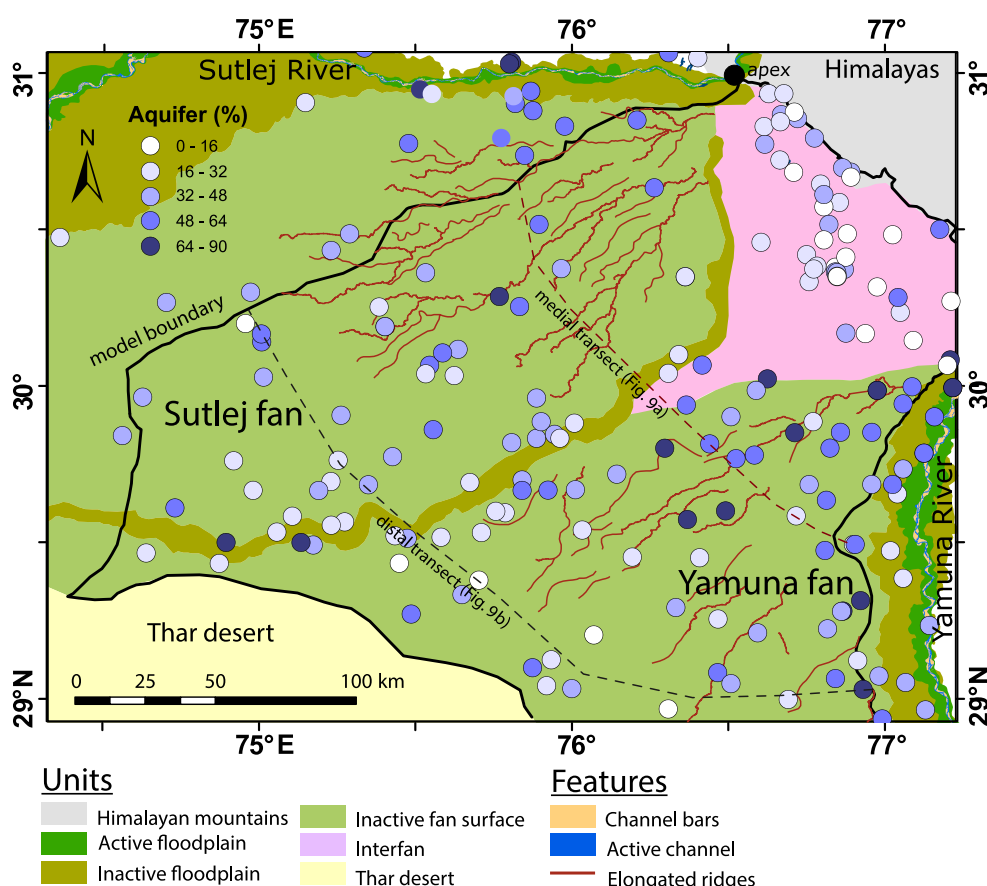 75° E 76° 77°
31° 31°
Sutlej River
apex
Himalayas
Aquifer (%)
N
0 - 16
16 - 32
32 - 48
48 - 64
64 - 90
model boundary
medial transect (Fig. 9a)
30° 30°
Sutlej fan
distal transect (Fig. 9b)
Yamuna fan
Yamuna River
Thar desert
0 25 50 100 km
29°N 29°N
75° E 76° 77°
Units
Himalayan mountains
Active floodplain
Inactive floodplain
Inactive fan surface
Interfan
Thar desert
Features
Channel bars
Active channel
Elongated ridges